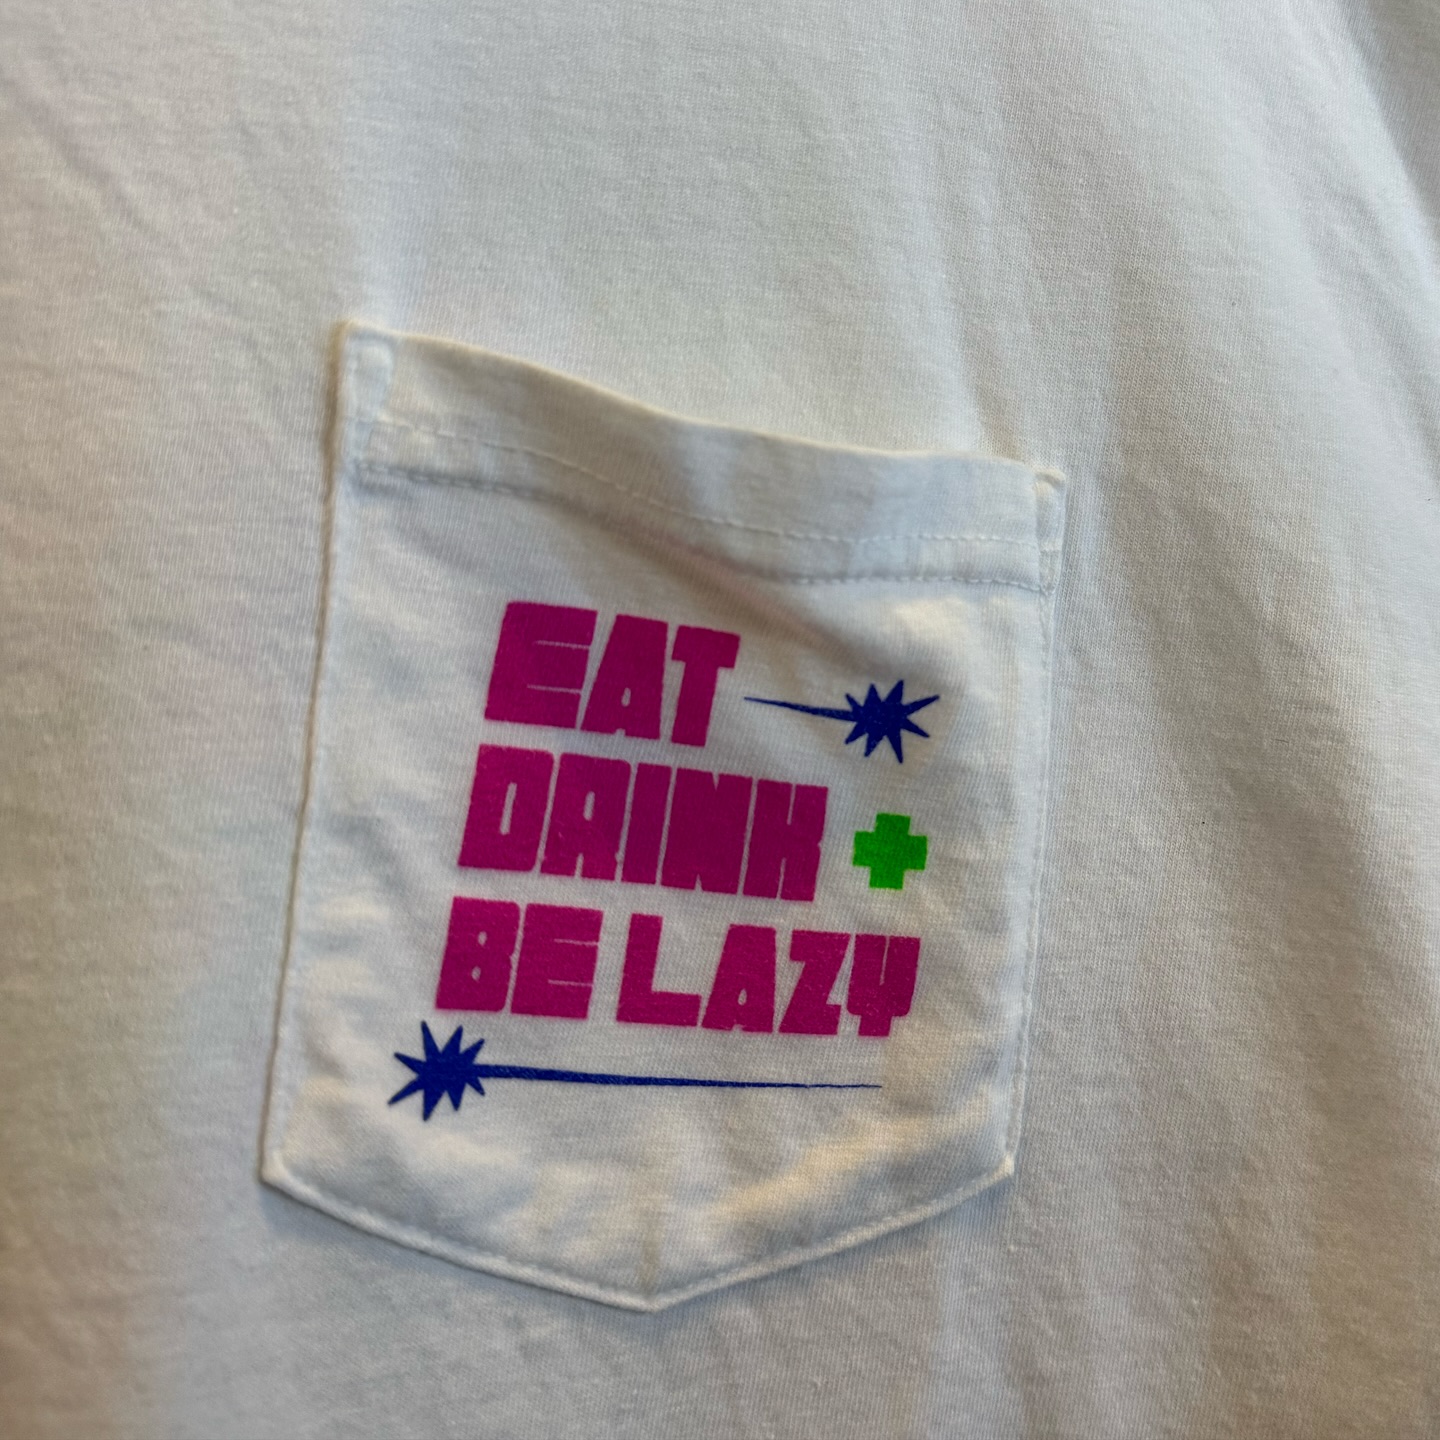 EAT
DRINK +
BE LAZY